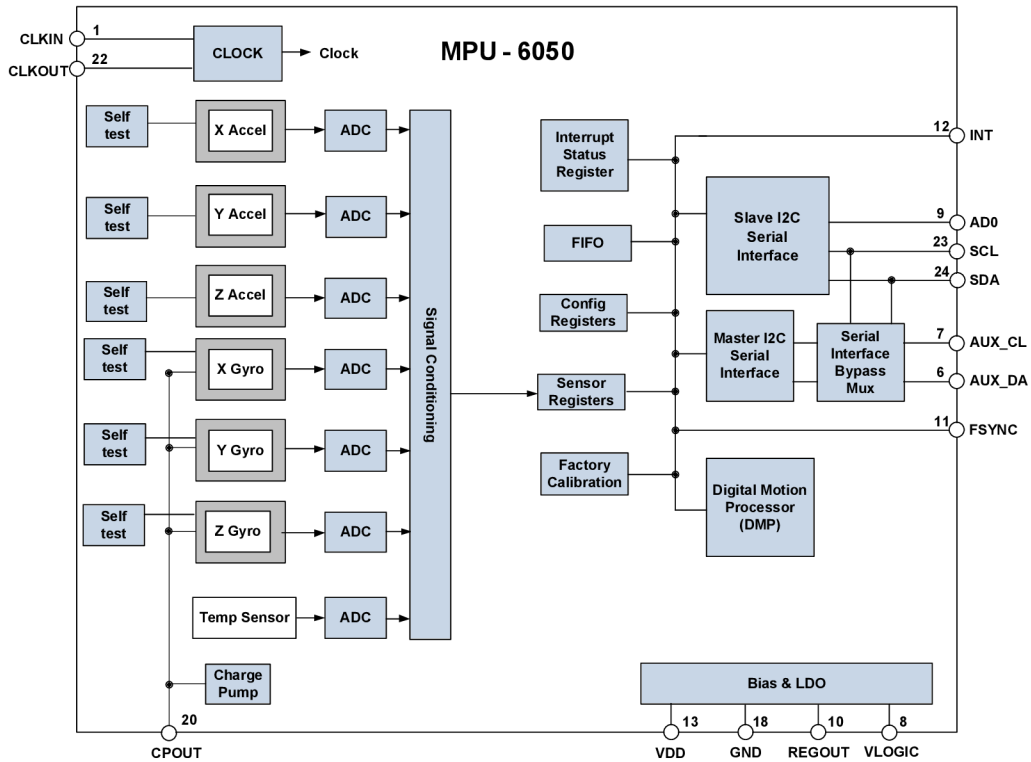 MPU - 6050
CLKIN
1
CLKOUT
22
CLOCK
Clock
Self
test
X Accel
ADC
Self
test
Y Accel
ADC
Self
test
Z Accel
ADC
Self
test
X Gyro
ADC
Self
test
Y Gyro
ADC
Self
test
Z Gyro
ADC
Temp Sensor
ADC
Signal Conditioning
Charge
Pump
20
CPOUT
Interrupt
Status
Register
FIFO
Config
Registers
Sensor
Registers
Factory
Calibration
Slave I2C
Serial
Interface
Master I2C
Serial
Interface
Serial
Interface
Bypass
Mux
Digital Motion
Processor
(DMP)
12
INT
9
AD0
23
SCL
24
SDA
7
AUX_CL
6
AUX_DA
11
FSYNC
Bias & LDO
13
VDD
18
GND
10
REGOUT
8
VLOGIC